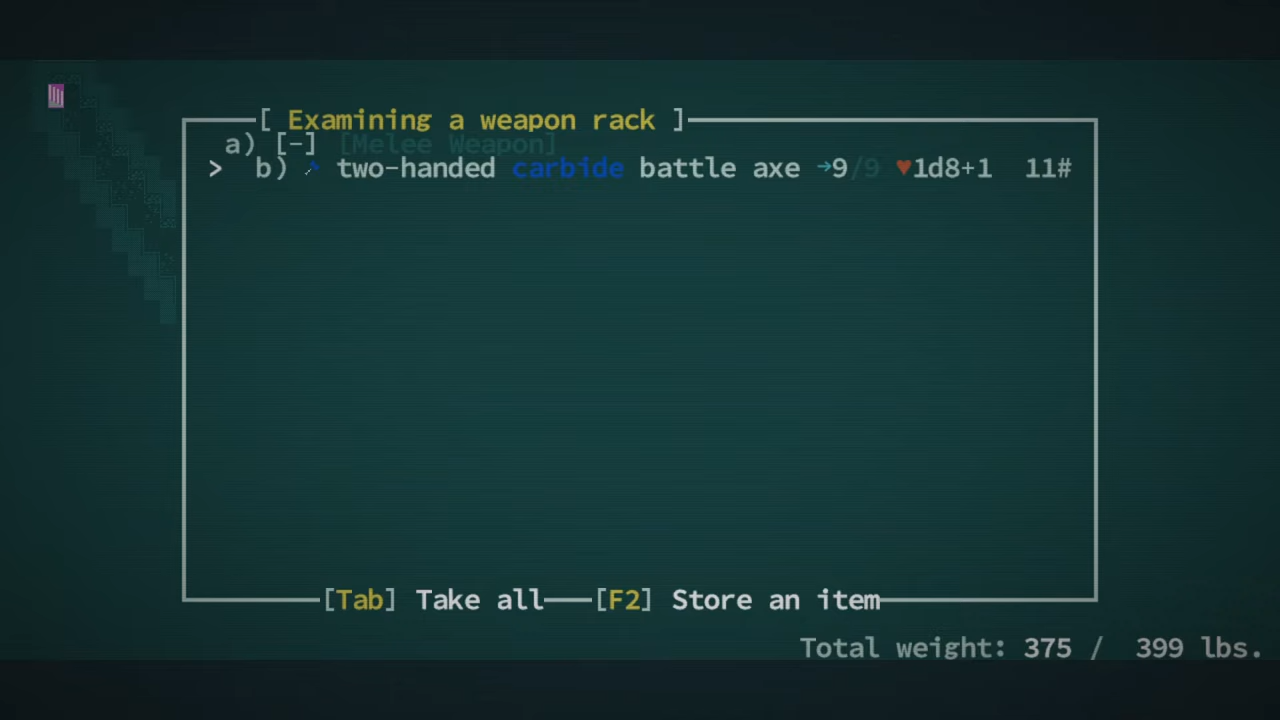 [ Examining a weapon rack ]
a) [-] [Melee Weapon]
> b) two-handed carbide battle axe →9/9 ♥1d8+1 11#
[Tab] Take all [F2] Store an item
Total weight: 375 / 399 lbs.